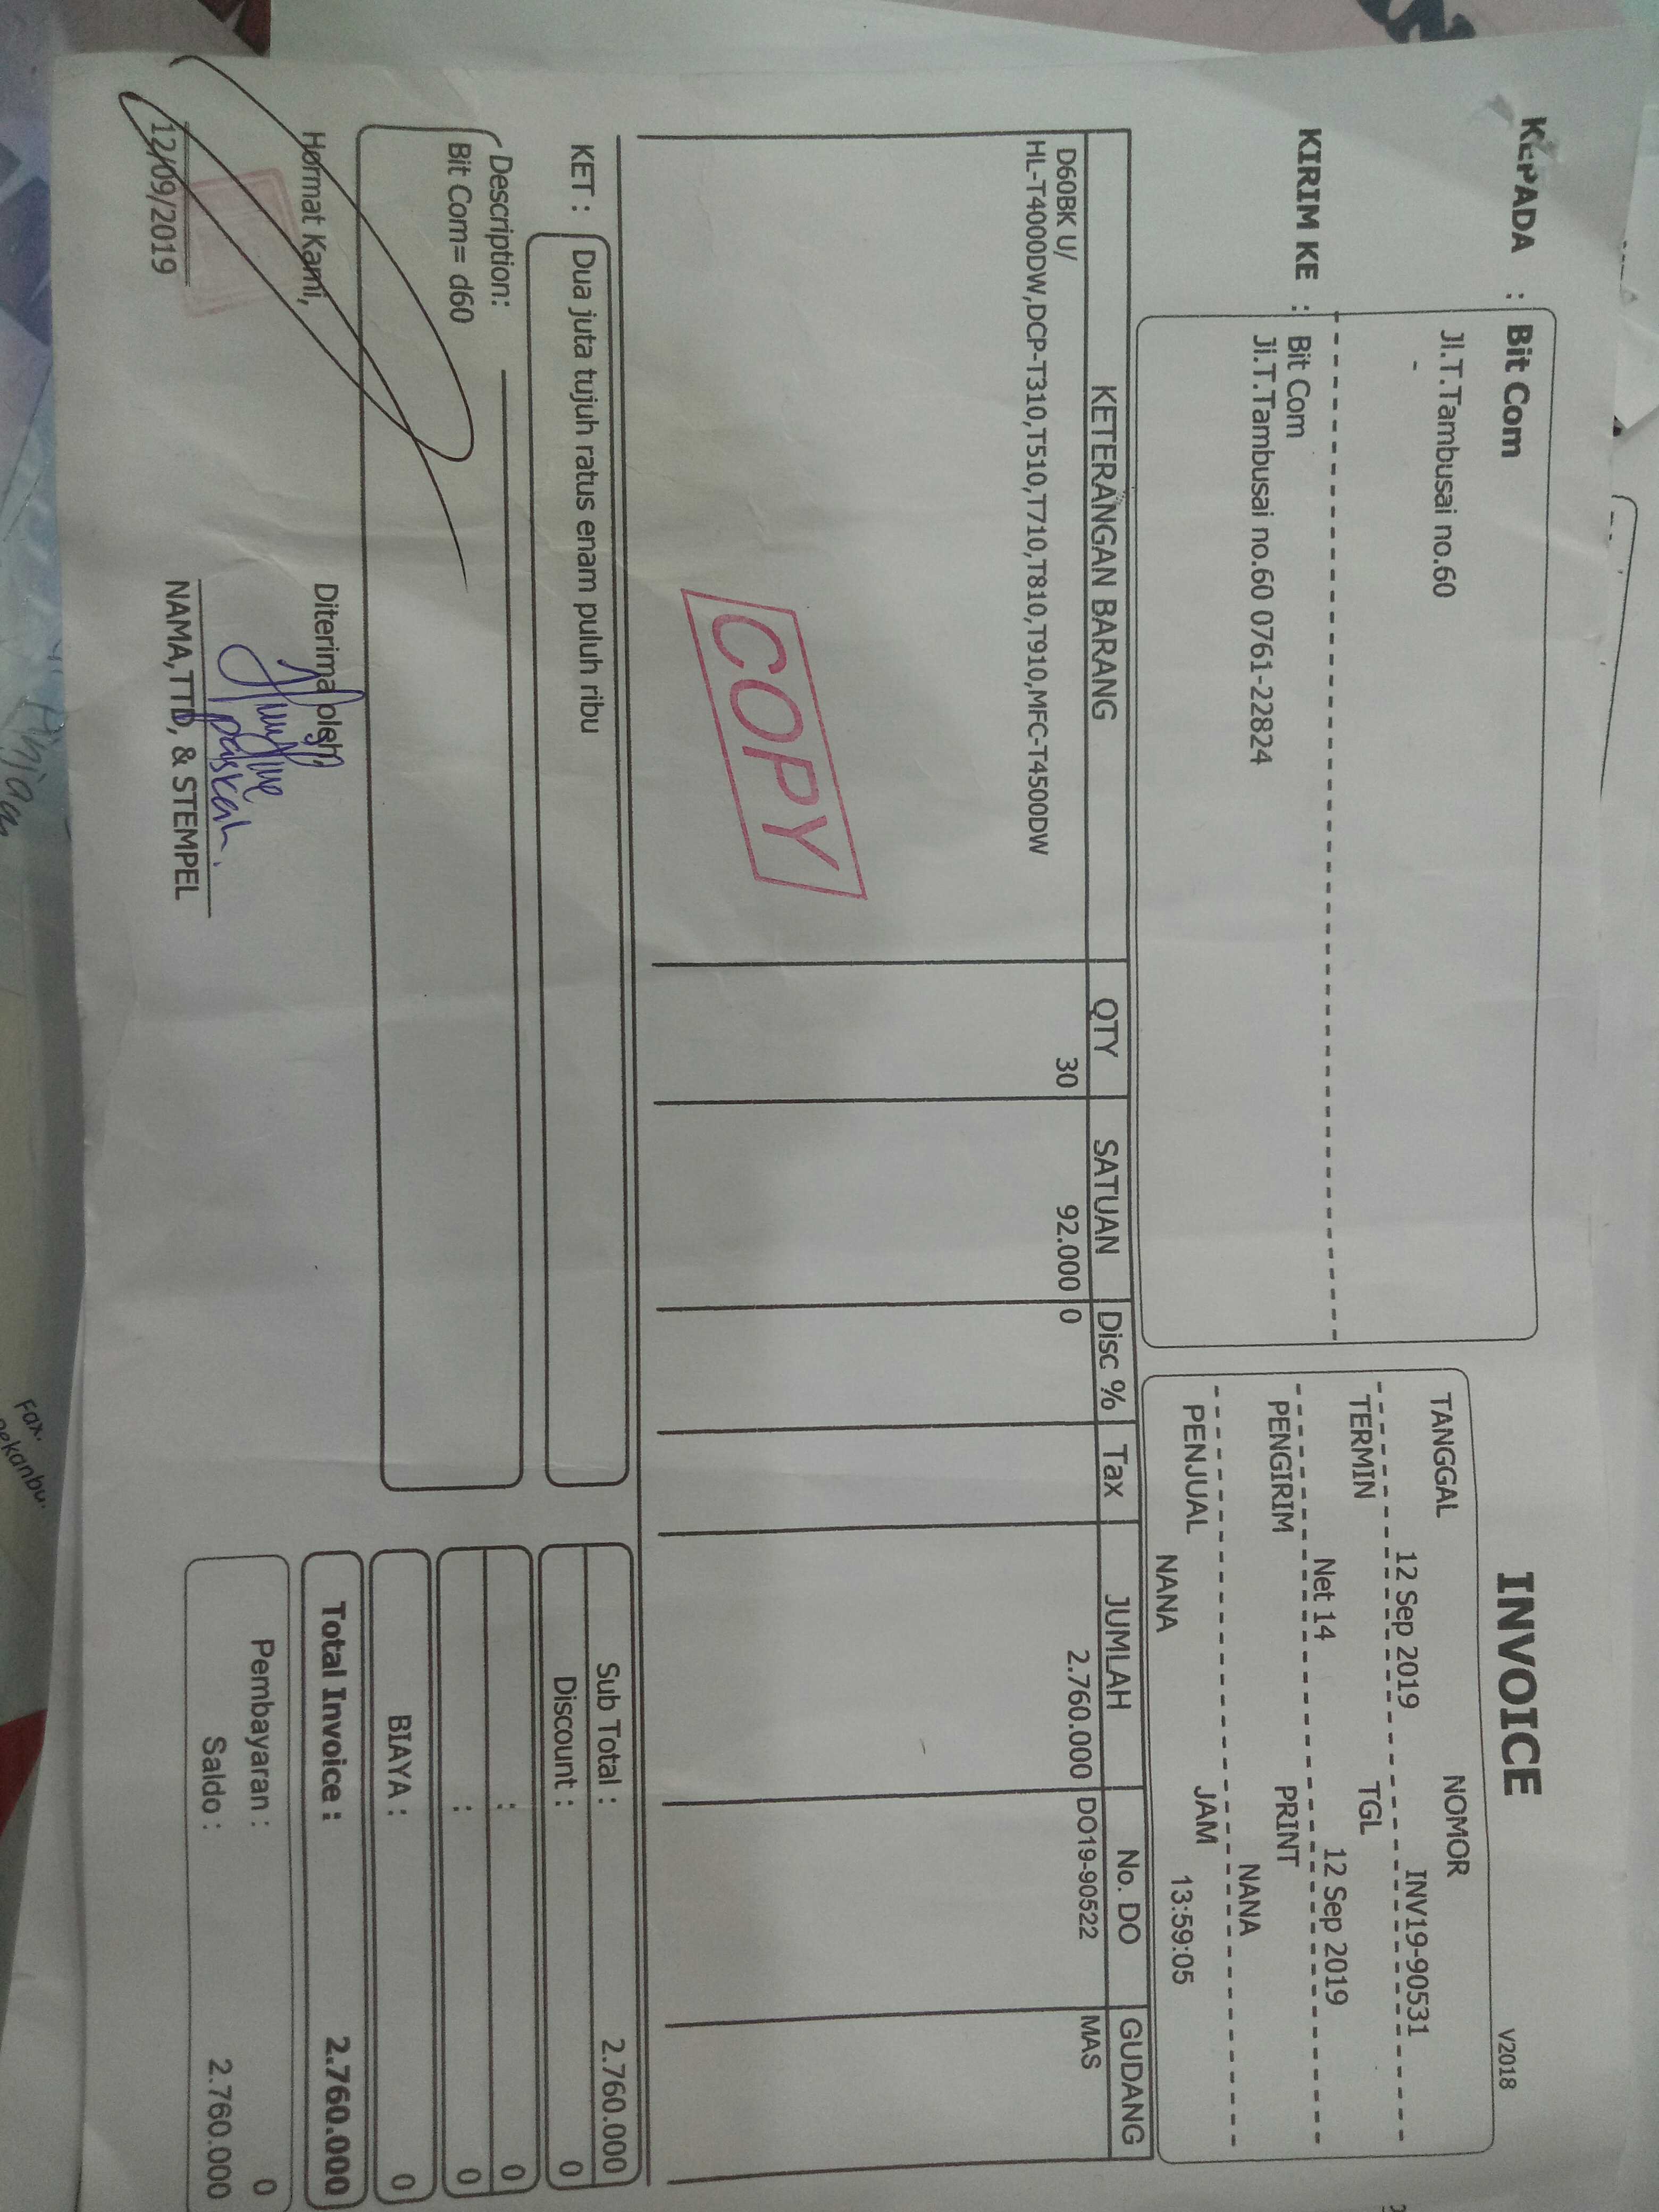 INVOICE
V2018
KEPADA : Bit Com
Jl.T.Tambusai no.60
-
KIRIM KE : Bit Com
Jl.T.Tambusai no.60 0761-22824
TANGGAL NOMOR
12 Sep 2019 INV19-90531
TERMIN TGL
Net 14 12 Sep 2019
PENGIRIM PRINT
NANA
PENJUAL JAM
NANA 13:59:05
KETERANGAN BARANG QTY SATUAN Disc % Tax JUMLAH No. DO GUDANG
D60BK U/ 30 92.000 0 2.760.000 DO19-90522 MAS
HL-T4000DW,DCP-T310,T510,T710,T810,T910,MFC-T4500DW
COPY
KET : Dua juta tujuh ratus enam puluh ribu
Description:
Bit Com= d60
Sub Total : 2.760.000
Discount : 0
: 0
: 0
BIAYA : 0
Total Invoice : 2.760.000
Pembayaran : 0
Saldo : 2.760.000
Hormat Kami,
12/09/2019
Diterima oleh
NAMA,TTD, & STEMPEL
Fax.